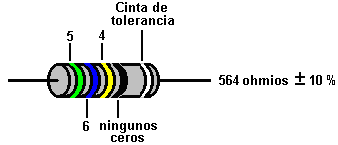 Cinta de
tolerancia
5
4
564 ohmios ± 10 %
6
ningunos
ceros